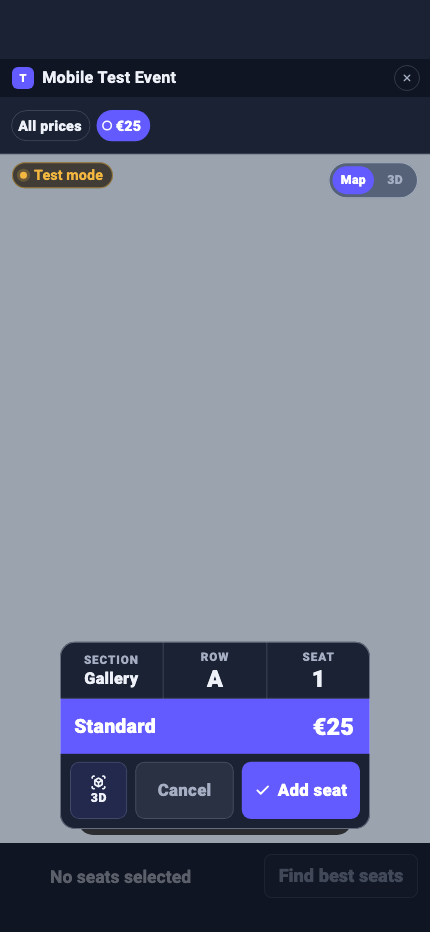 T Mobile Test Event
All prices €25
Test mode
Map 3D
SECTION ROW SEAT
Gallery A 1
Standard €25
3D Cancel Add seat
No seats selected Find best seats